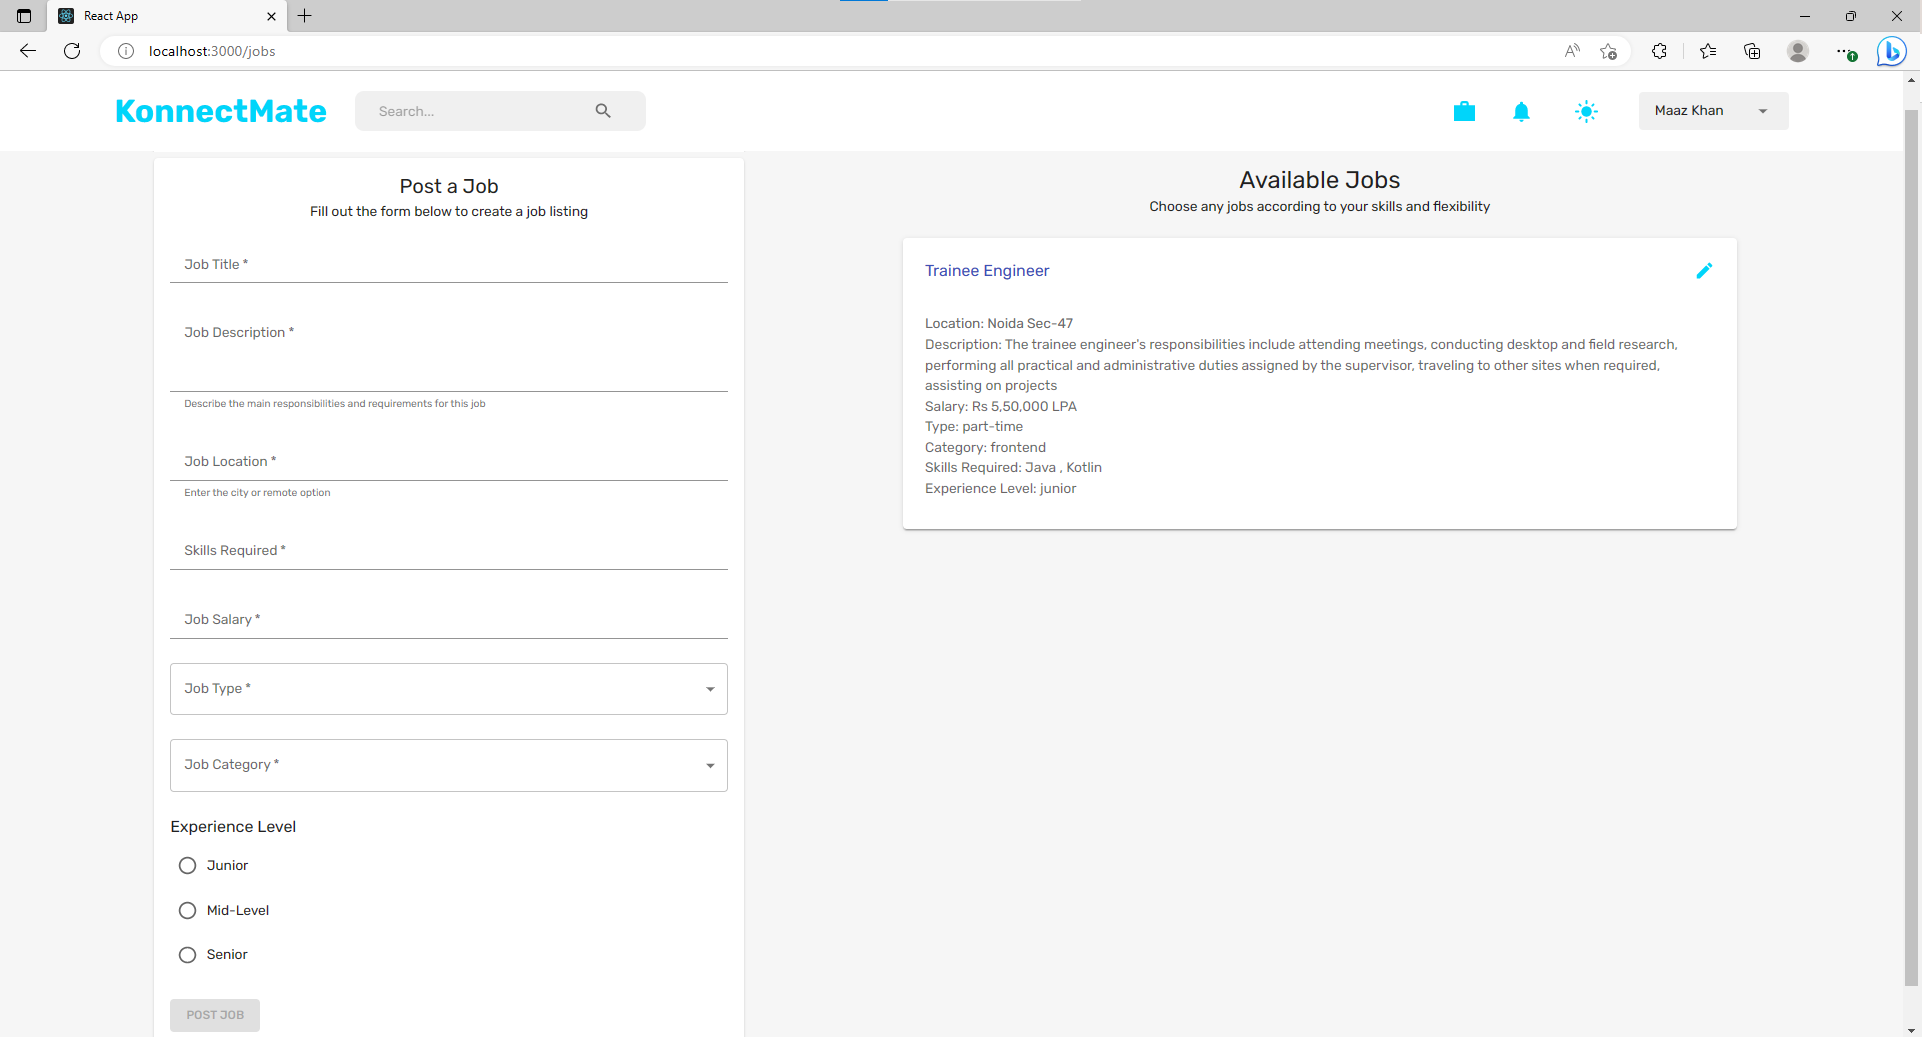 React App
localhost:3000/jobs
KonnectMate
Search...
Maaz Khan
Post a Job
Fill out the form below to create a job listing
Job Title *
Job Description *
Describe the main responsibilities and requirements for this job
Job Location *
Enter the city or remote option
Skills Required *
Job Salary *
Job Type *
Job Category *
Experience Level
Junior
Mid-Level
Senior
POST JOB
Available Jobs
Choose any jobs according to your skills and flexibility
Trainee Engineer
Location: Noida Sec-47
Description: The trainee engineer's responsibilities include attending meetings, conducting desktop and field research,
performing all practical and administrative duties assigned by the supervisor, traveling to other sites when required,
assisting on projects
Salary: Rs 5,50,000 LPA
Type: part-time
Category: frontend
Skills Required: Java , Kotlin
Experience Level: junior